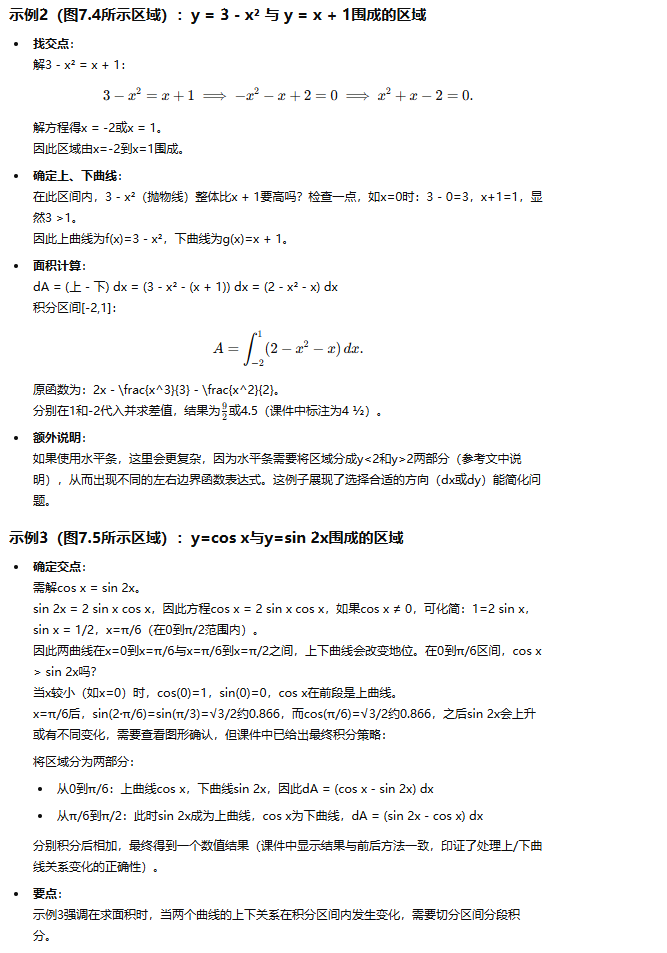 示例2（图7.4所示区域）：y = 3 - x² 与 y = x + 1围成的区域
• 找交点：
解3 - x² = x + 1：
3 − x² = x + 1 ⟹ −x² − x + 2 = 0 ⟹ x² + x − 2 = 0.
解方程得x = -2或x = 1。
因此区域由x=-2到x=1围成。
• 确定上、下曲线：
在此区间内，3 - x²（抛物线）整体比x + 1要高吗？检查一点，如x=0时：3 - 0=3，x+1=1，显
然3 >1。
因此上曲线为f(x)=3 - x²，下曲线为g(x)=x + 1。
• 面积计算：
dA = (上 - 下) dx = (3 - x² - (x + 1)) dx = (2 - x² - x) dx
积分区间[-2,1]：
A = ∫₋₂¹ (2 − x² − x) dx.
原函数为：2x - \frac{x^3}{3} - \frac{x^2}{2}。
分别在1和-2代入并求差值，结果为9/2或4.5（课件中标注为4 ½）。
• 额外说明：
如果使用水平条，这里会更复杂，因为水平条需要将区域分成y<2和y>2两部分（参考文中说
明），从而出现不同的左右边界函数表达式。这例子展现了选择合适的方向（dx或dy）能简化问
题。
示例3（图7.5所示区域）：y=cos x与y=sin 2x围成的区域
• 确定交点：
需解cos x = sin 2x。
sin 2x = 2 sin x cos x，因此方程cos x = 2 sin x cos x，如果cos x ≠ 0，可化简：1=2 sin x，
sin x = 1/2，x=π/6（在0到π/2范围内）。
因此两曲线在x=0到x=π/6与x=π/6到x=π/2之间，上下曲线会改变地位。在0到π/6区间，cos x
> sin 2x吗？
当x较小（如x=0）时，cos(0)=1，sin(0)=0，cos x在前段是上曲线。
x=π/6后，sin(2·π/6)=sin(π/3)=√3/2约0.866，而cos(π/6)=√3/2约0.866，之后sin 2x会上升
或有不同变化，需要查看图形确认，但课件中已给出最终积分策略：
将区域分为两部分：
• 从0到π/6：上曲线cos x，下曲线sin 2x，因此dA = (cos x - sin 2x) dx
• 从π/6到π/2：此时sin 2x成为上曲线，cos x为下曲线，dA = (sin 2x - cos x) dx
分别积分后相加，最终得到一个数值结果（课件中显示结果与前后方法一致，印证了处理上/下曲
线关系变化的正确性）。
• 要点：
示例3强调在求面积时，当两个曲线的上下关系在积分区间内发生变化，需要切分区间分段积
分。